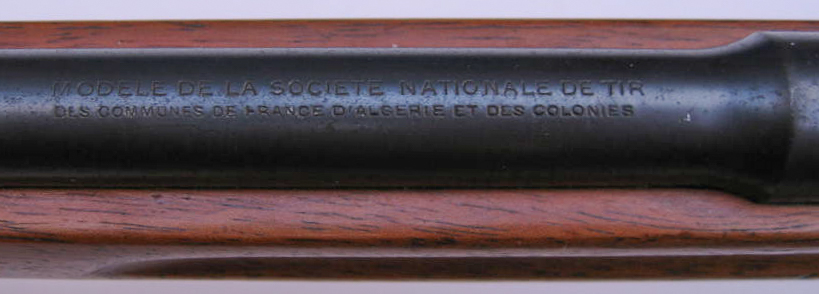 MODELE DE LA SOCIETE NATIONALE DE TIR
DES COMMUNES DE FRANCE D'ALGERIE ET DES COLONIES